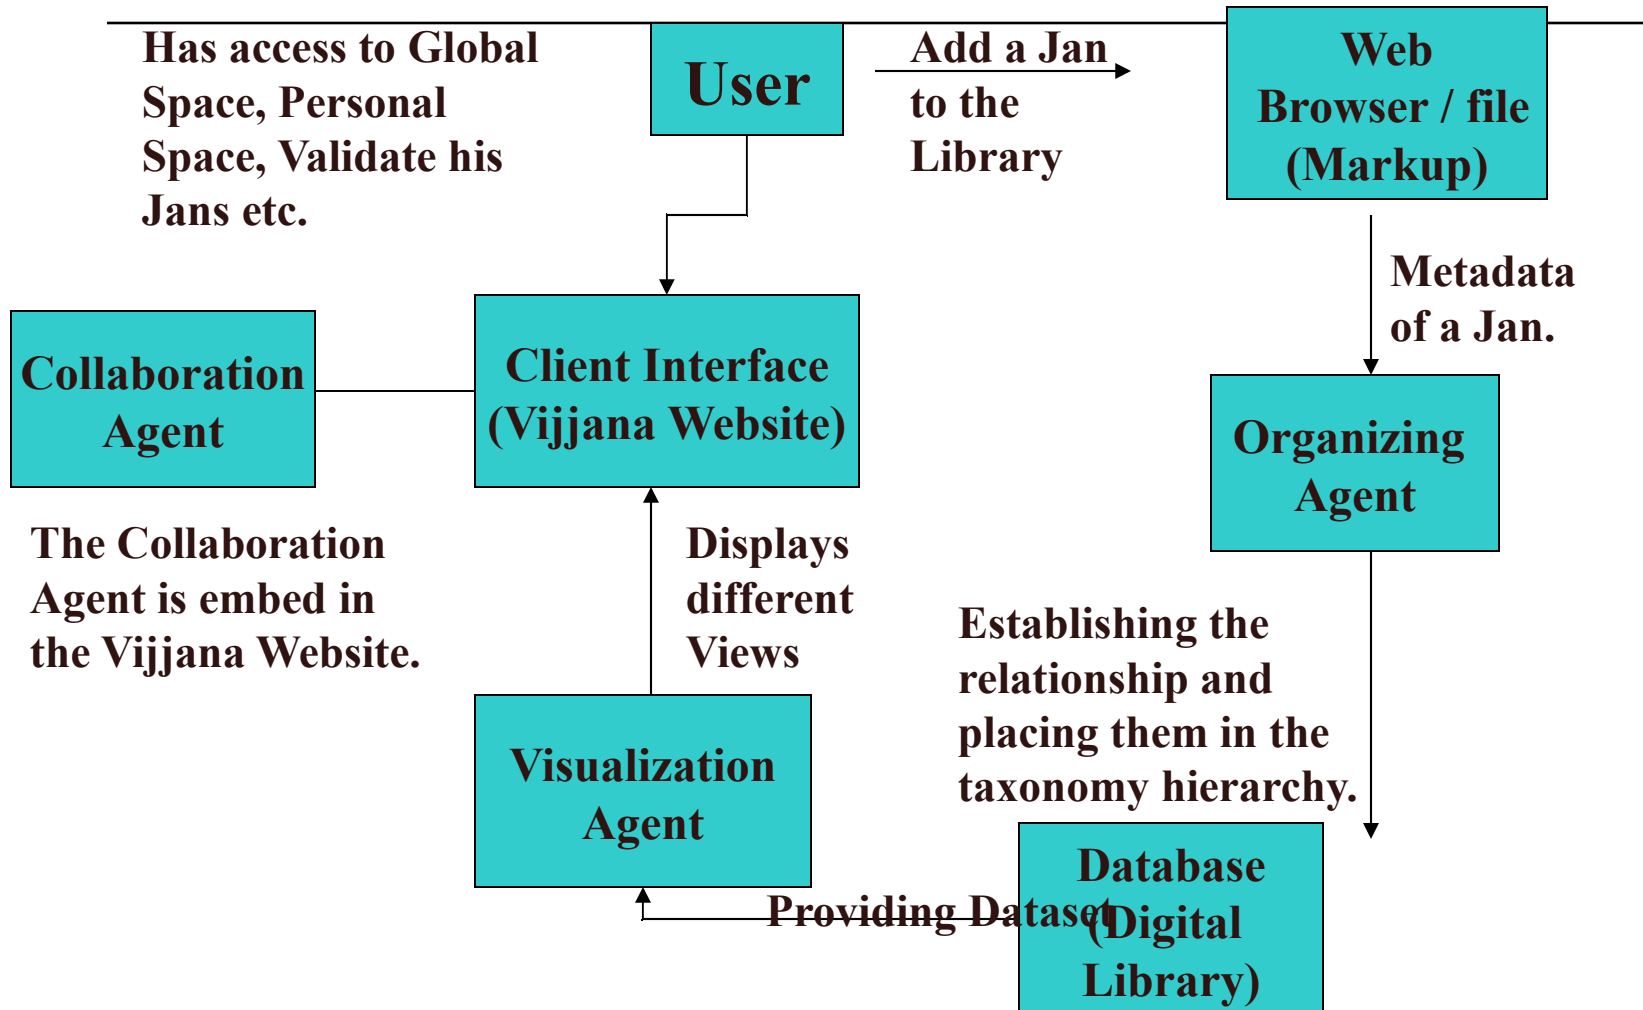 Has access to Global
Space, Personal
Space, Validate his
Jans etc.
User
Add a Jan
to the
Library
Web
Browser / file
(Markup)
Metadata
of a Jan.
Collaboration
Agent
Client Interface
(Vijjana Website)
Organizing
Agent
The Collaboration
Agent is embed in
the Vijjana Website.
Displays
different
Views
Establishing the
relationship and
placing them in the
taxonomy hierarchy.
Visualization
Agent
Providing Dataset
Database
(Digital
Library)